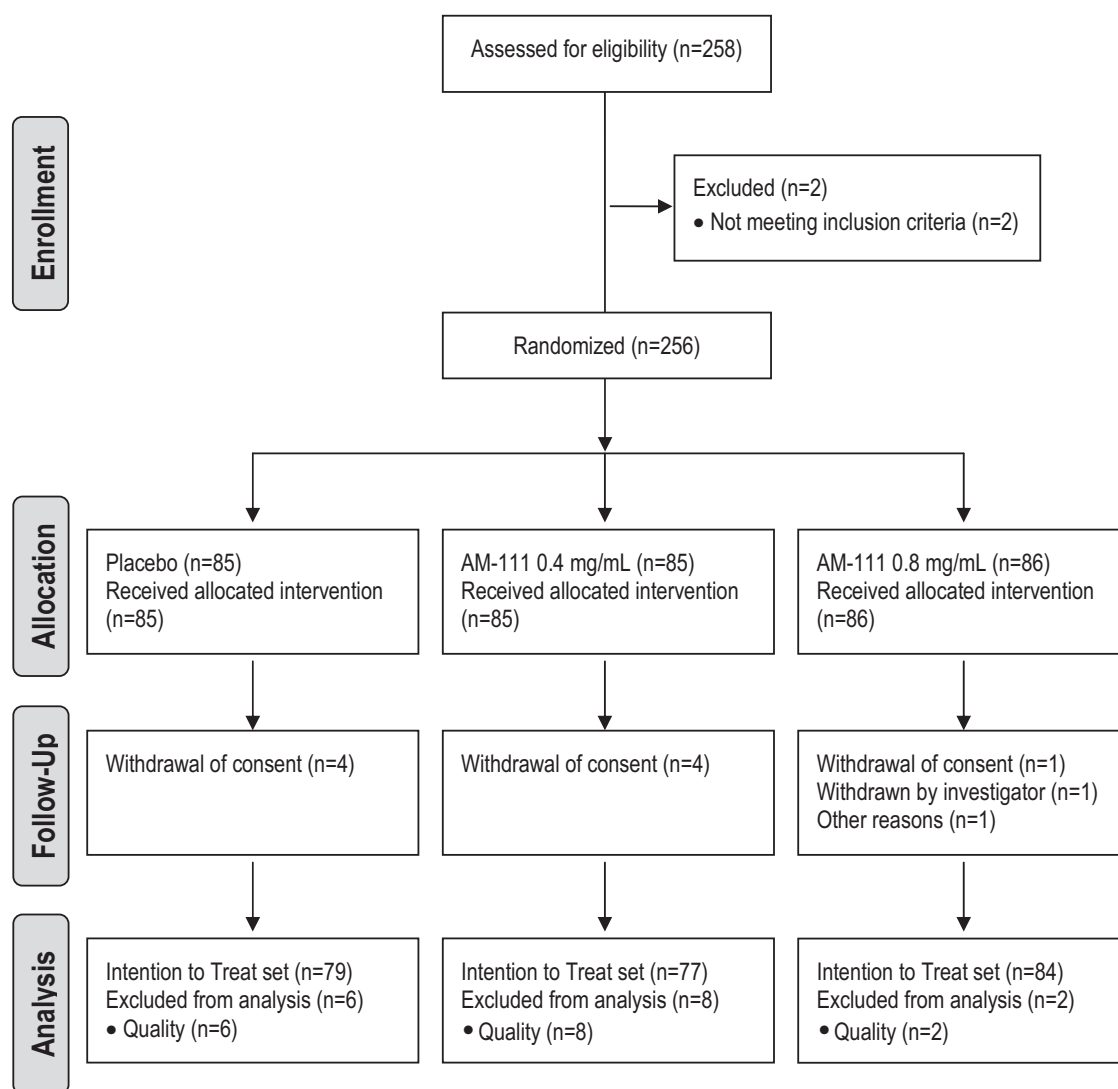 Assessed for eligibility (n=258)
Enrollment
Excluded (n=2)
• Not meeting inclusion criteria (n=2)
Randomized (n=256)
Allocation
Placebo (n=85)
Received allocated intervention
(n=85)
AM-111 0.4 mg/mL (n=85)
Received allocated intervention
(n=85)
AM-111 0.8 mg/mL (n=86)
Received allocated intervention
(n=86)
Follow-Up
Withdrawal of consent (n=4)
Withdrawal of consent (n=4)
Withdrawal of consent (n=1)
Withdrawn by investigator (n=1)
Other reasons (n=1)
Analysis
Intention to Treat set (n=79)
Excluded from analysis (n=6)
• Quality (n=6)
Intention to Treat set (n=77)
Excluded from analysis (n=8)
• Quality (n=8)
Intention to Treat set (n=84)
Excluded from analysis (n=2)
• Quality (n=2)